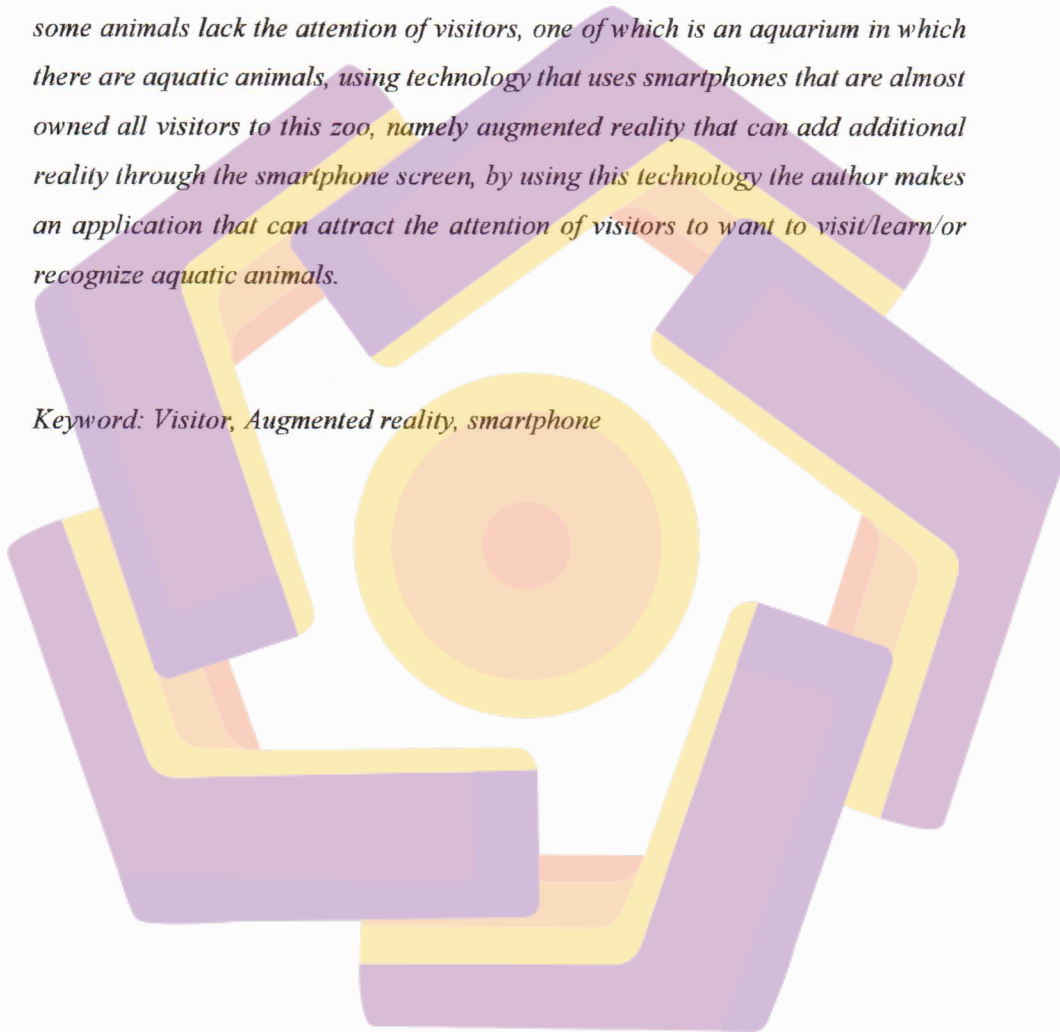 some animals lack the attention of visitors, one of which is an aquarium in which
there are aquatic animals, using technology that uses smartphones that are almost
owned all visitors to this zoo, namely augmented reality that can add additional
reality through the smartphone screen, by using this technology the author makes
an application that can attract the attention of visitors to want to visit/learn/or
recognize aquatic animals.
Keyword: Visitor, Augmented reality, smartphone